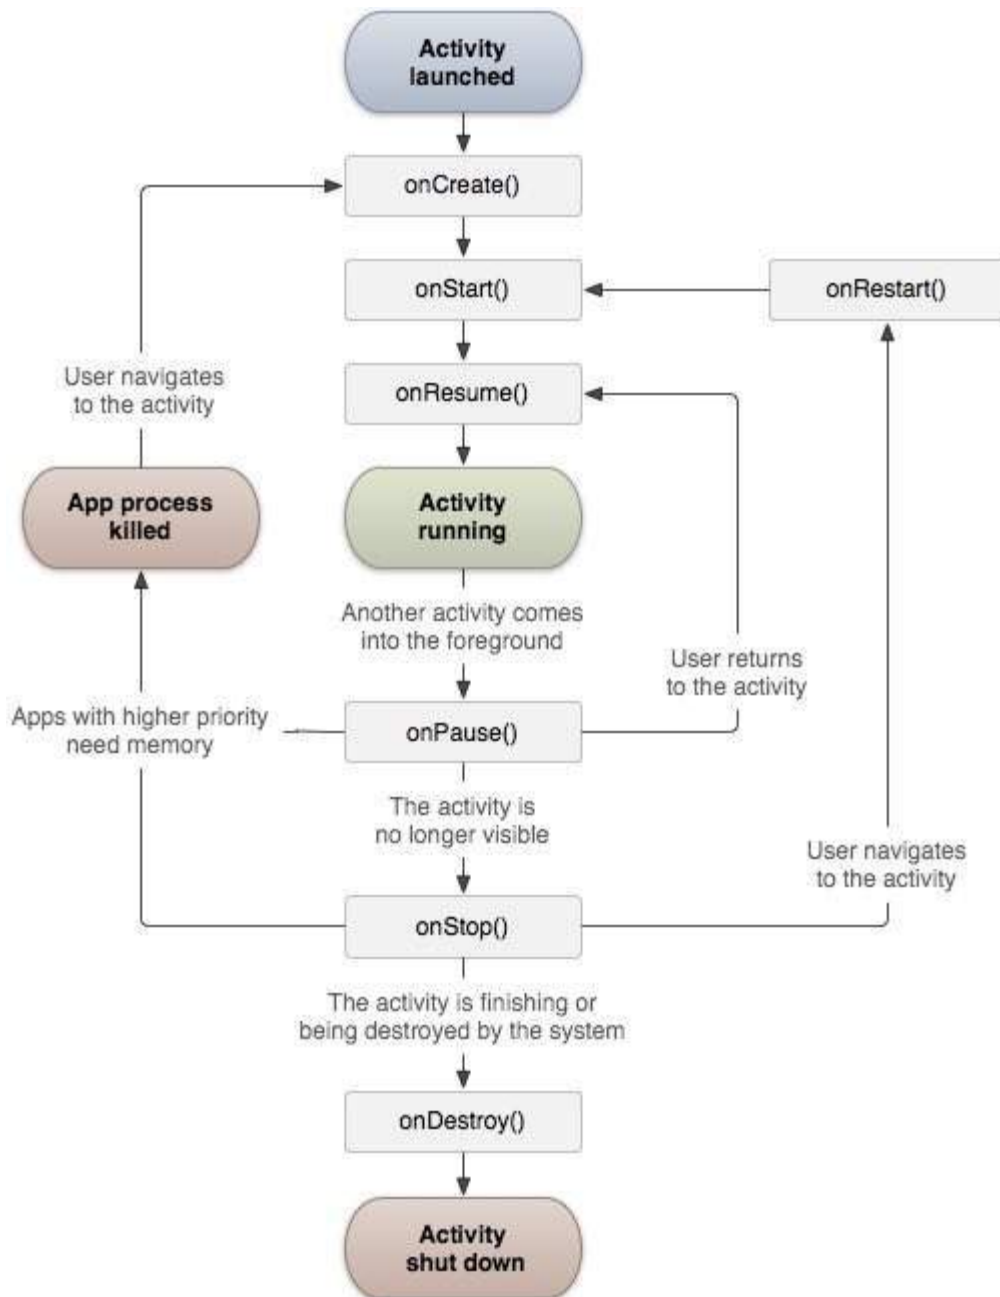 Activity
launched
onCreate()
onStart()
onRestart()
User navigates
to the activity
onResume()
App process
killed
Activity
running
Another activity comes
into the foreground
User returns
to the activity
Apps with higher priority
need memory
onPause()
The activity is
no longer visible
User navigates
to the activity
onStop()
The activity is finishing or
being destroyed by the system
onDestroy()
Activity
shut down